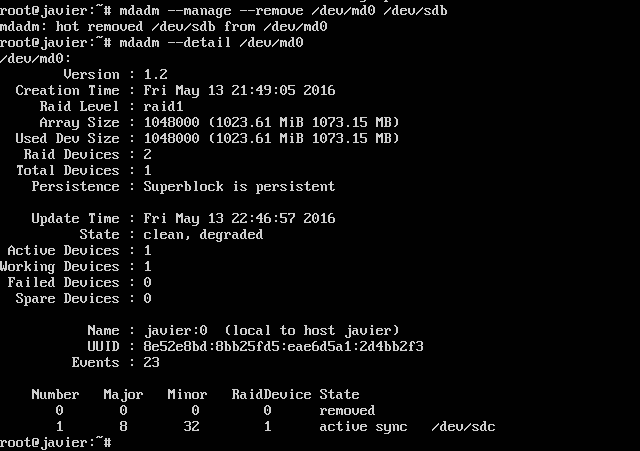 root@javier:~# mdadm --manage --remove /dev/md0 /dev/sdb
mdadm: hot removed /dev/sdb from /dev/md0
root@javier:~# mdadm --detail /dev/md0
/dev/md0:
Version : 1.2
Creation Time : Fri May 13 21:49:05 2016
Raid Level : raid1
Array Size : 1048000 (1023.61 MiB 1073.15 MB)
Used Dev Size : 1048000 (1023.61 MiB 1073.15 MB)
Raid Devices : 2
Total Devices : 1
Persistence : Superblock is persistent
Update Time : Fri May 13 22:46:57 2016
State : clean, degraded
Active Devices : 1
Working Devices : 1
Failed Devices : 0
Spare Devices : 0
Name : javier:0 (local to host javier)
UUID : 8e52e8bd:8bb25fd5:eae6d5a1:2d4bb2f3
Events : 23
Number Major Minor RaidDevice State
0 0 0 0 removed
1 8 32 1 active sync /dev/sdc
root@javier:~#